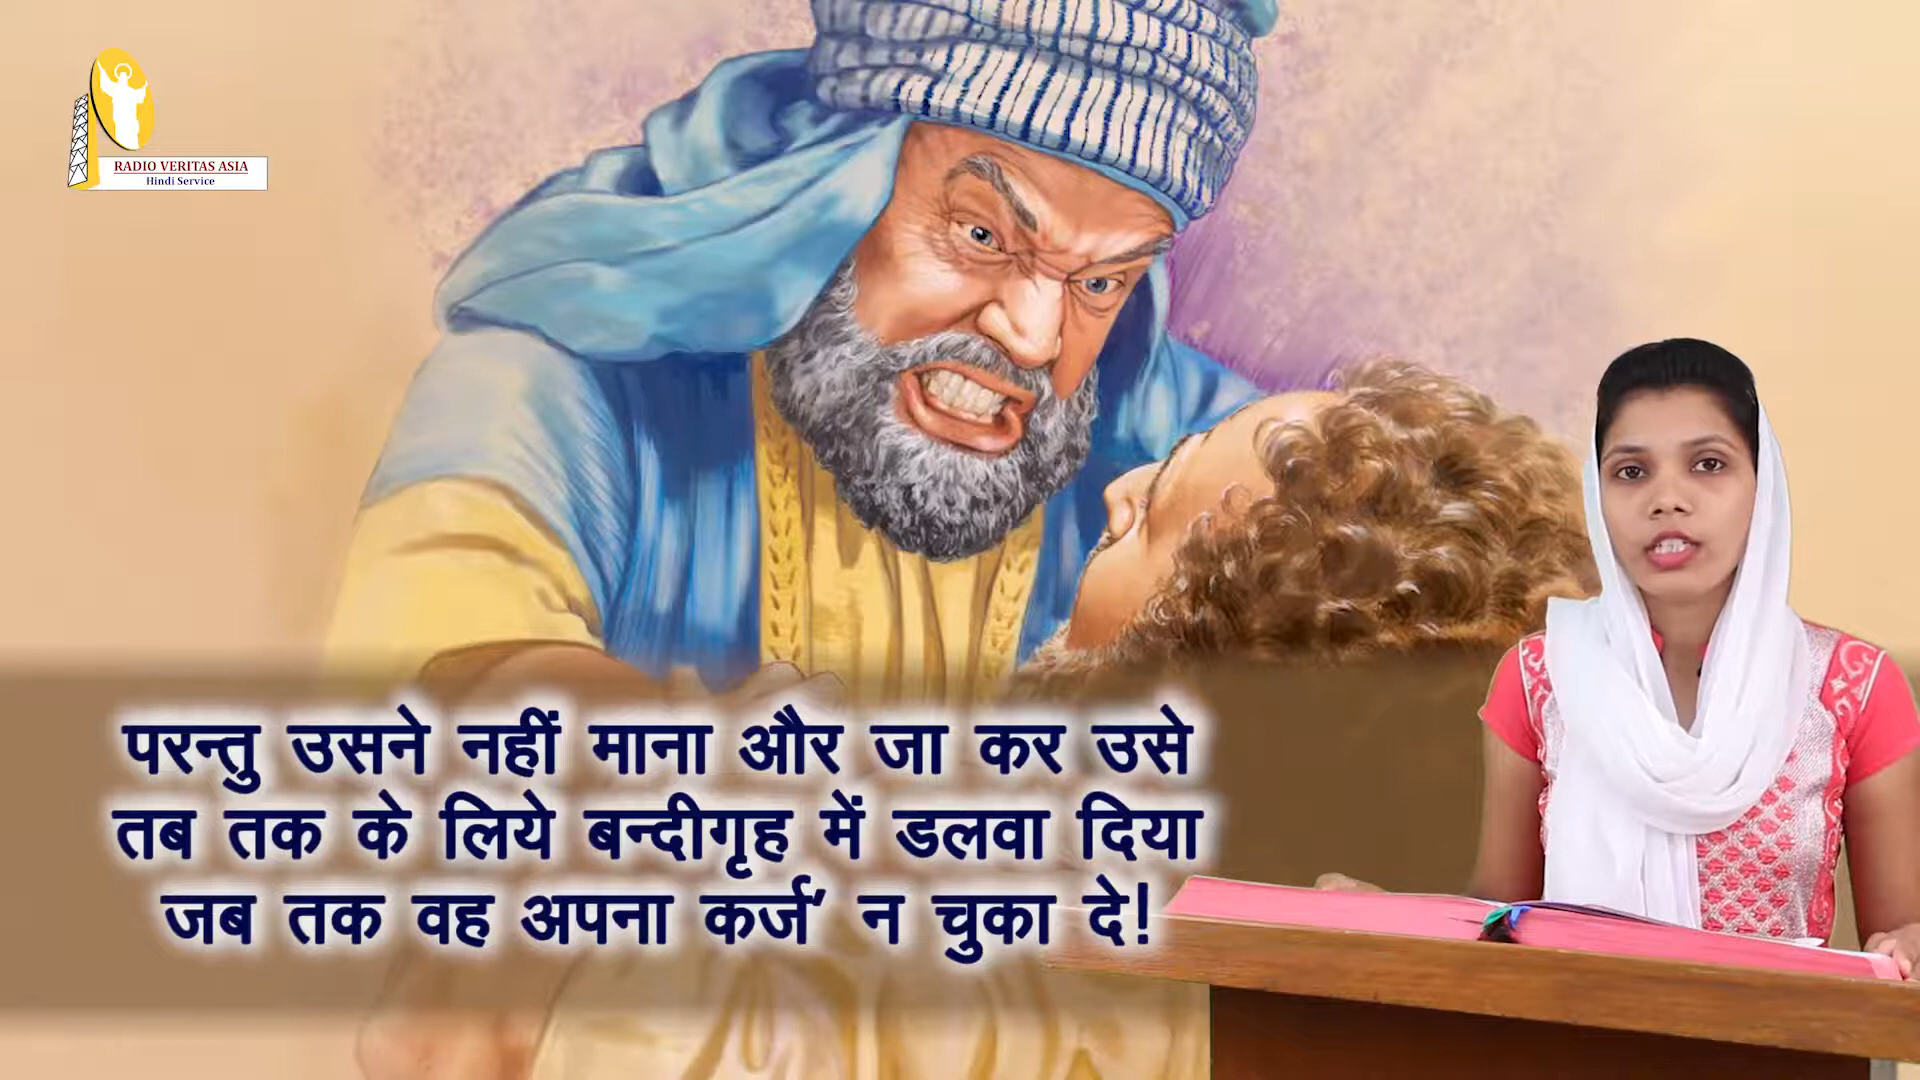 RADIO VERITAS ASIA
Hindi Service
परन्तु उसने नहीं माना और जा कर उसे
तब तक के लिये बन्दीगृह में डलवा दिया
जब तक वह अपना कर्ज’ न चुका दे!